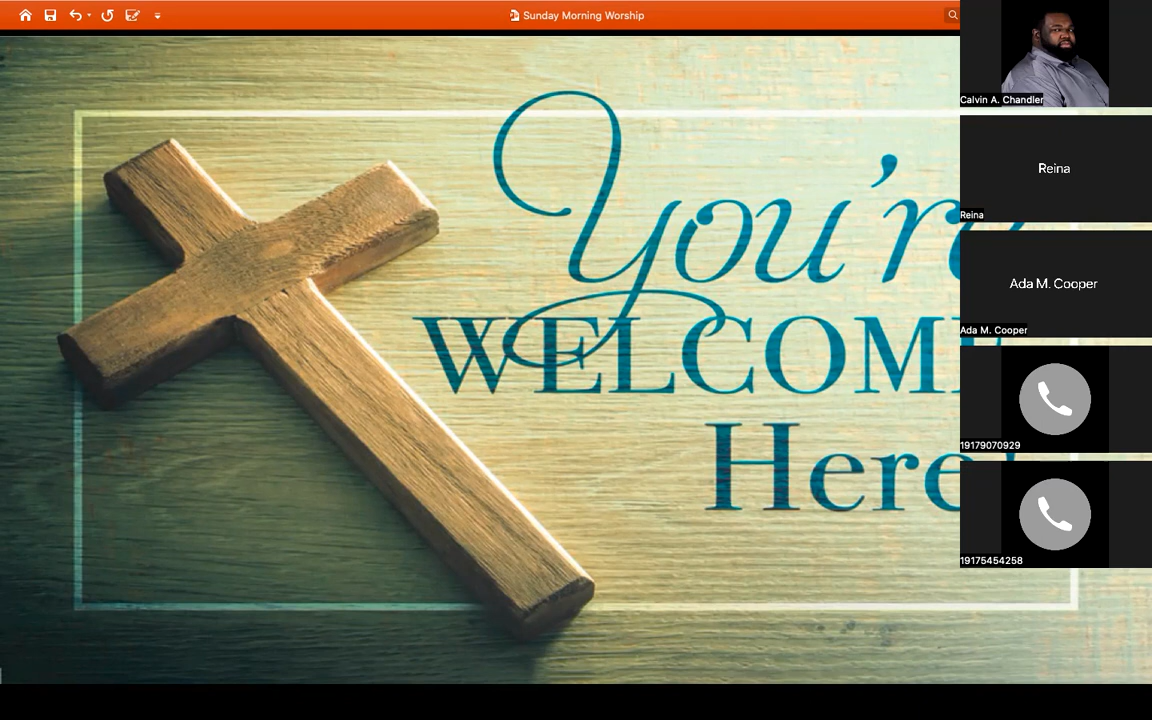 Sunday Morning Worship
You're
WELCOME
Here!
Calvin A. Chandler
Reina
Reina
Ada M. Cooper
Ada M. Cooper
19179070929
19175454258